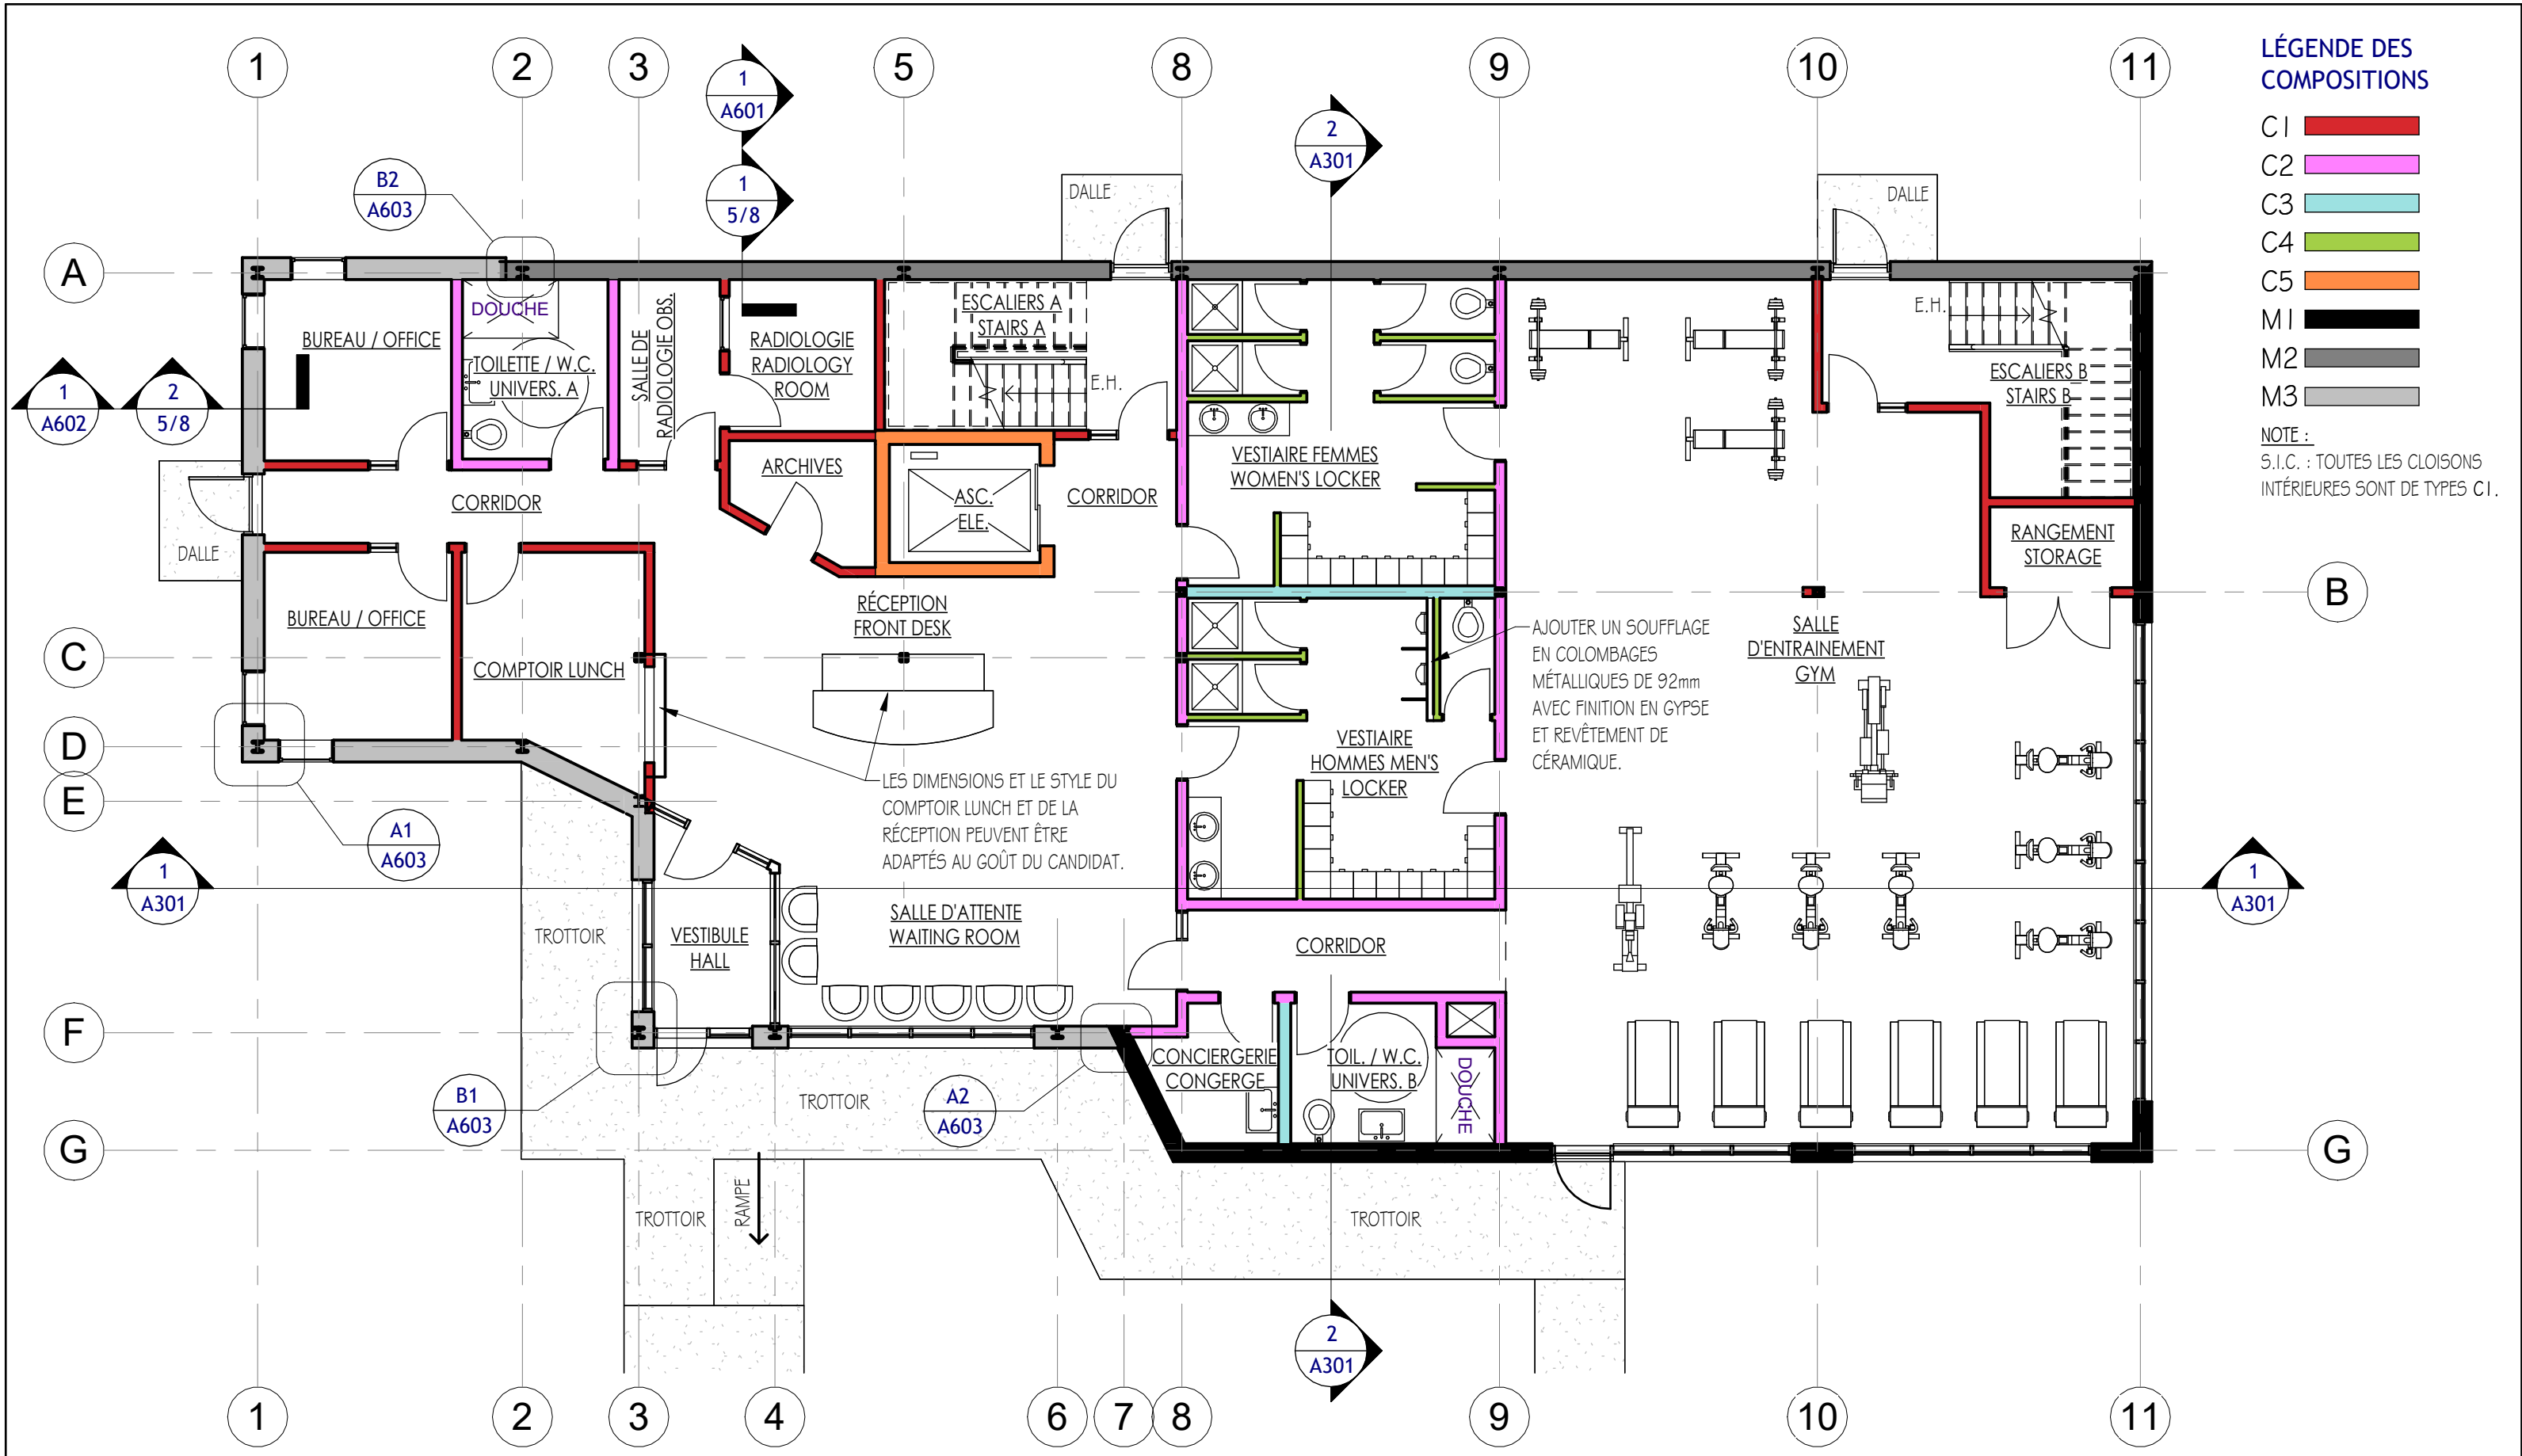 1
2
3
5
8
9
10
11
1
A601
1
5/8
2
A301
B2
A603
LÉGENDE DES
COMPOSITIONS
C1
C2
C3
C4
C5
M1
M2
M3
NOTE :
S.I.C. : TOUTES LES CLOISONS
INTÉRIEURES SONT DE TYPES C1.
A
B
C
D
E
F
G
G
1
A602
2
5/8
DALLE
DALLE
DALLE
BUREAU / OFFICE
DOUCHE
TOILETTE / W.C.
UNIVERS. A
SALLE DE
RADIOLOGIE OBS.
RADIOLOGIE
RADIOLOGY
ROOM
ESCALIERS A
STAIRS A
E.H.
ARCHIVES
ASC.
ELE.
CORRIDOR
CORRIDOR
VESTIAIRE FEMMES
WOMEN'S LOCKER
E.H.
ESCALIERS B
STAIRS B
RANGEMENT
STORAGE
BUREAU / OFFICE
COMPTOIR LUNCH
RÉCEPTION
FRONT DESK
AJOUTER UN SOUFFLAGE
EN COLOMBAGES
MÉTALLIQUES DE 92mm
AVEC FINITION EN GYPSE
ET REVÊTEMENT DE
CÉRAMIQUE.
SALLE
D'ENTRAINEMENT
GYM
VESTIAIRE
HOMMES MEN'S
LOCKER
LES DIMENSIONS ET LE STYLE DU
COMPTOIR LUNCH ET DE LA
RÉCEPTION PEUVENT ÊTRE
ADAPTÉS AU GOÛT DU CANDIDAT.
A1
A603
1
A301
1
A301
TROTTOIR
VESTIBULE
HALL
SALLE D'ATTENTE
WAITING ROOM
CORRIDOR
CONCIERGERIE
CONGERGE
TOIL. / W.C.
UNIVERS. B
DOUCHE
B1
A603
A2
A603
TROTTOIR
TROTTOIR
RAMPE
TROTTOIR
2
A301
1
2
3
4
6
7
8
9
10
11